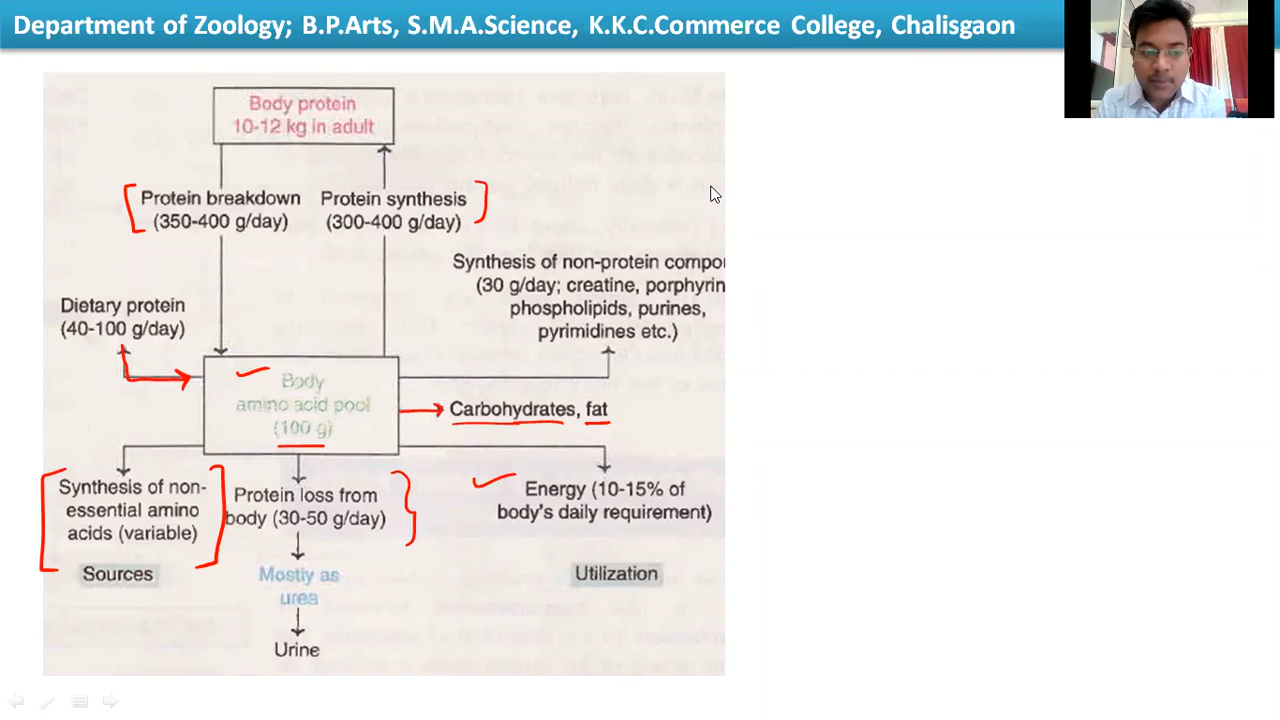 Department of Zoology; B.P.Arts, S.M.A.Science, K.K.C.Commerce College, Chalisgaon
Body protein
10-12 kg in adult
Protein breakdown
(350-400 g/day)
Protein synthesis
(300-400 g/day)
Synthesis of non-protein compou
(30 g/day; creatine, porphyrin
phospholipids, purines,
pyrimidines etc.)
Dietary protein
(40-100 g/day)
Body
amino acid pool
(100 g)
Carbohydrates, fat
Synthesis of non-
essential amino
acids (variable)
Protein loss from
body (30-50 g/day)
Energy (10-15% of
body's daily requirement)
Sources
Mostly as
urea
Utilization
Urine